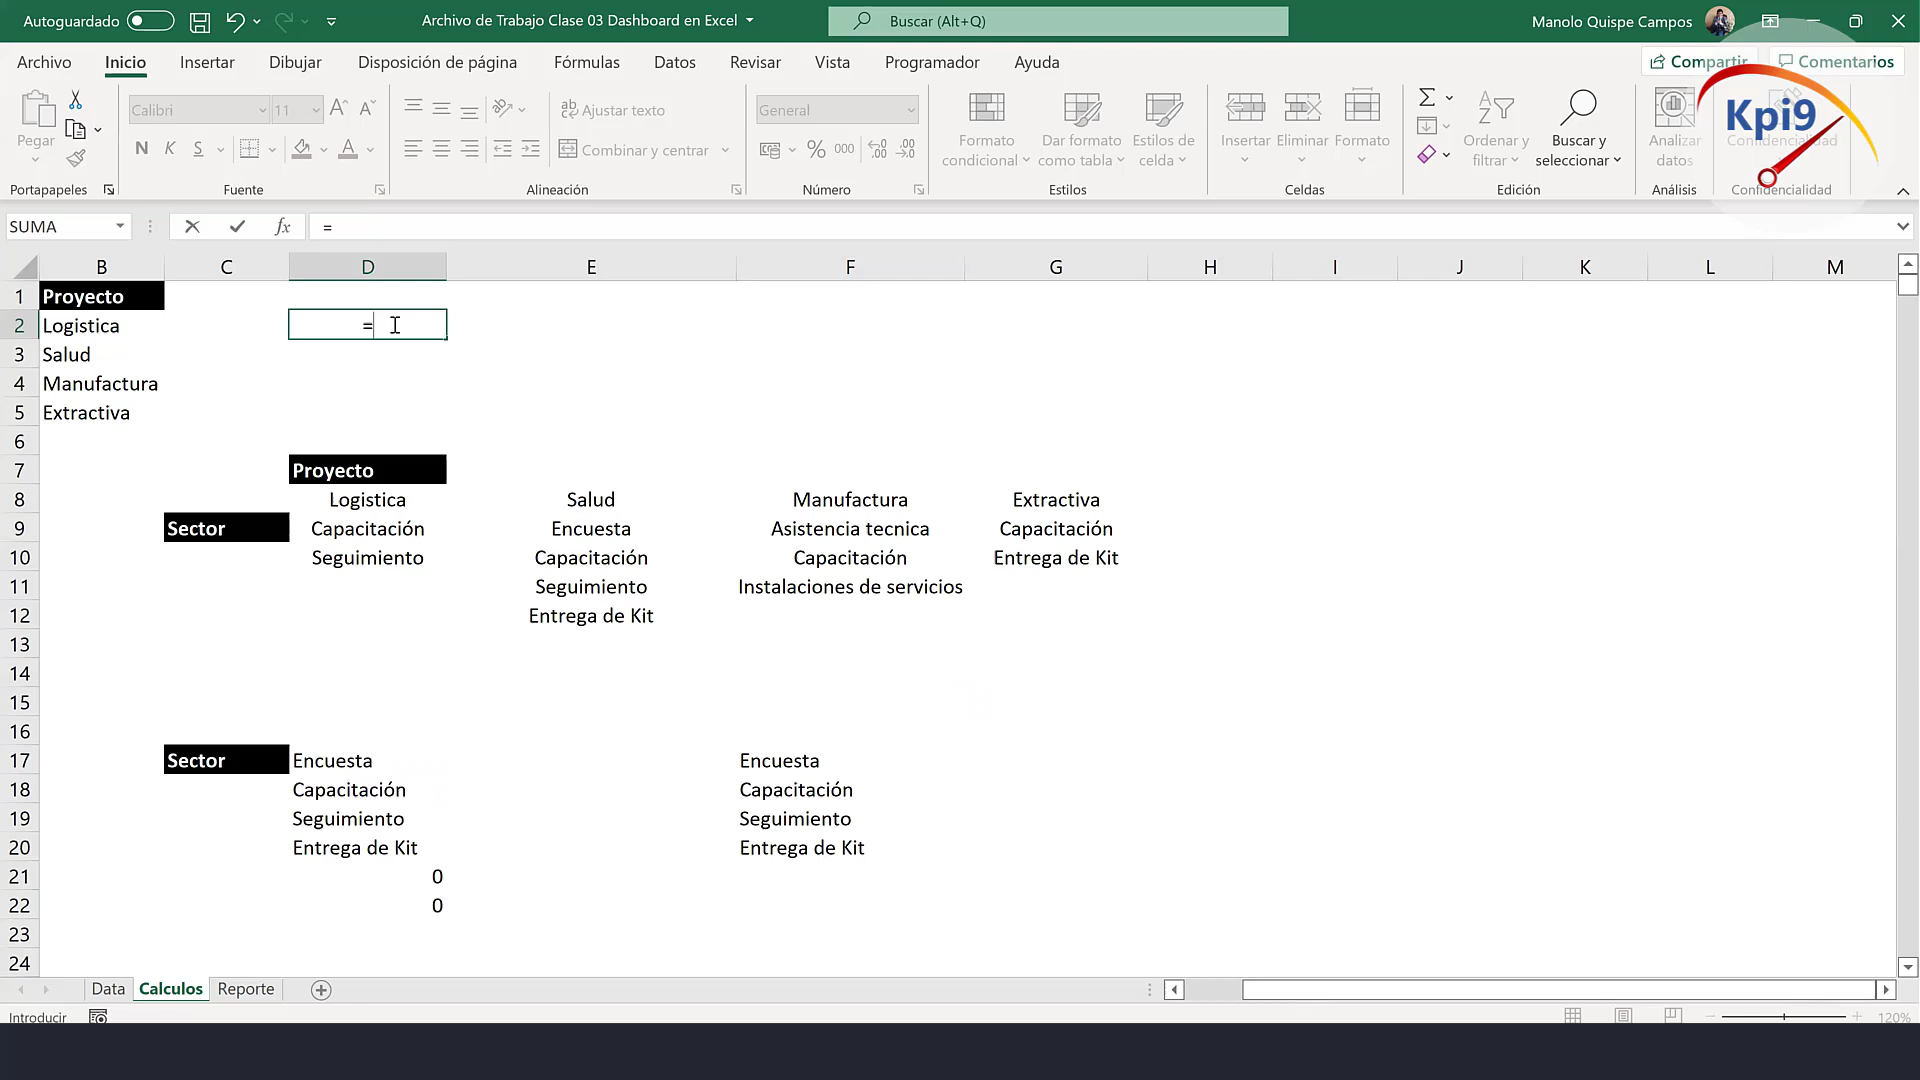 Autoguardado
Archivo de Trabajo Clase 03 Dashboard en Excel
Buscar (Alt+Q)
Manolo Quispe Campos
Archivo Inicio Insertar Dibujar Disposición de página Fórmulas Datos Revisar Vista Programador Ayuda
Compartir
Comentarios
Pegar
Calibri 11
N K S
Ajustar texto
Combinar y centrar
General
% 000
Formato condicional
Dar formato como tabla
Estilos de celda
Insertar Eliminar Formato
Ordenar y filtrar
Buscar y seleccionar
Analizar datos
Confidencialidad
Kpi9
Portapapeles Fuente Alineación Número Estilos Celdas Edición Análisis Confidencialidad
SUMA fx =
B C D E F G H I J K L M
1 Proyecto
2 Logistica =
3 Salud
4 Manufactura
5 Extractiva
6
7 Proyecto
8 Logistica Salud Manufactura Extractiva
9 Sector Capacitación Encuesta Asistencia tecnica Capacitación
10 Seguimiento Capacitación Capacitación Entrega de Kit
11 Seguimiento Instalaciones de servicios
12 Entrega de Kit
13
14
15
16
17 Sector Encuesta Encuesta
18 Capacitación Capacitación
19 Seguimiento Seguimiento
20 Entrega de Kit Entrega de Kit
21 0
22 0
23
24
Data Calculos Reporte
Introducir
120%